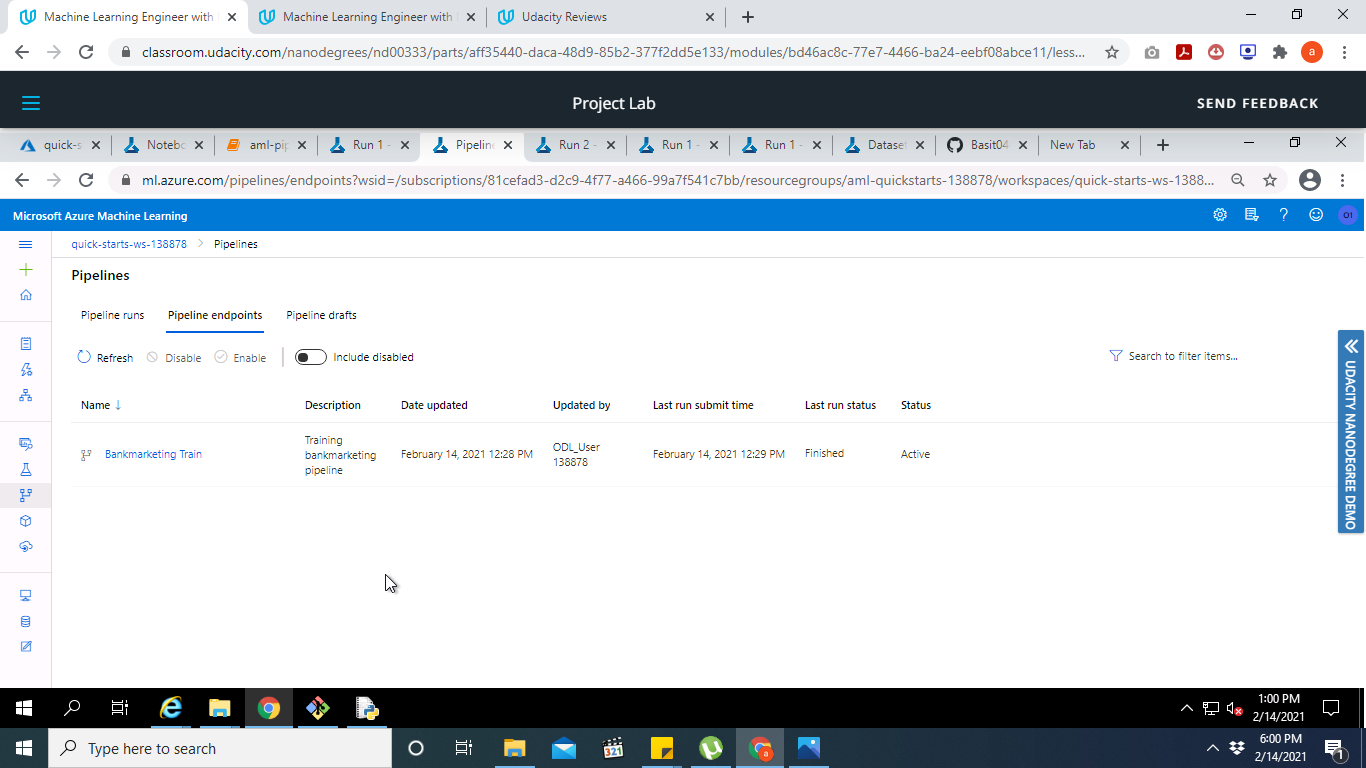 Machine Learning Engineer with
Machine Learning Engineer with
Udacity Reviews
classroom.udacity.com/nanodegrees/nd00333/parts/aff35440-daca-48d9-85b2-377f2dd5e133/modules/bd46ac8c-77e7-4466-ba24-eebf08abce11/less...
a
Project Lab
SEND FEEDBACK
quick-s
Notebo
aml-pip
Run 1 -
Pipeline
Run 2 -
Run 1 -
Run 1 -
Dataset
Basit04
New Tab
ml.azure.com/pipelines/endpoints?wsid=/subscriptions/81cefad3-d2c9-4f77-a466-99a7f541c7bb/resourcegroups/aml-quickstarts-138878/workspaces/quick-starts-ws-1388...
Microsoft Azure Machine Learning
O1
quick-starts-ws-138878 > Pipelines
Pipelines
Pipeline runs
Pipeline endpoints
Pipeline drafts
Refresh
Disable
Enable
Include disabled
Search to filter items...
UDACITY NANODEGREE DEMO
Name ↓
Description
Date updated
Updated by
Last run submit time
Last run status
Status
Bankmarketing Train
Training
bankmarketing
pipeline
February 14, 2021 12:28 PM
ODL_User
138878
February 14, 2021 12:29 PM
Finished
Active
1:00 PM
2/14/2021
Type here to search
321
a
6:00 PM
2/14/2021
1